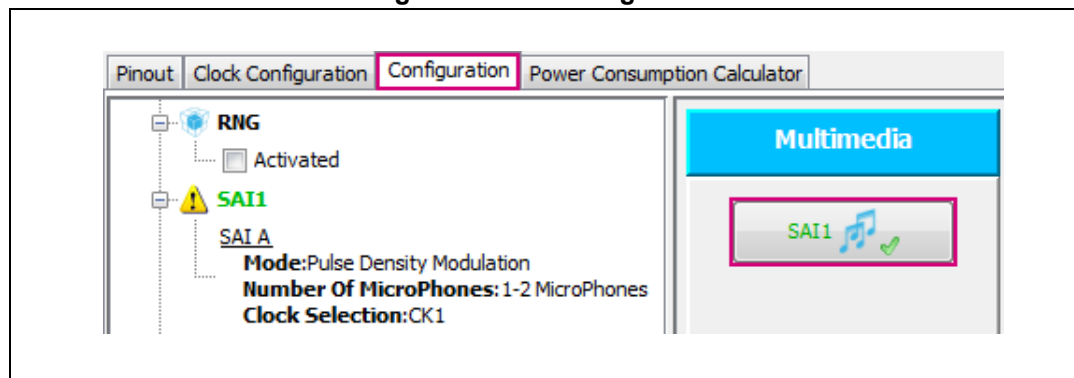 Pinout Clock Configuration Configuration Power Consumption Calculator
RNG
Activated
SAI1
SAI A
Mode:Pulse Density Modulation
Number Of MicroPhones:1-2 MicroPhones
Clock Selection:CK1
Multimedia
SAI1